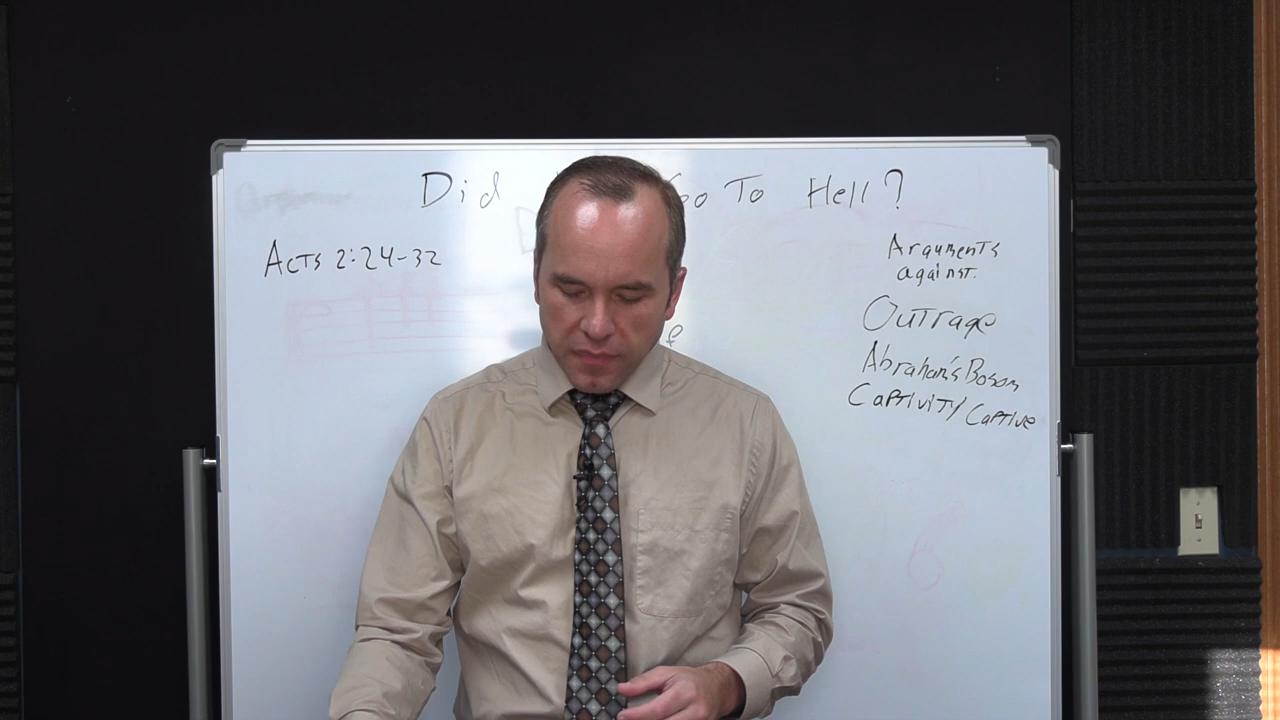 Did Go To Hell?
Acts 2:24-32
Arguments
against.
Outrage
Abraham's Bosom
Captivity Captive